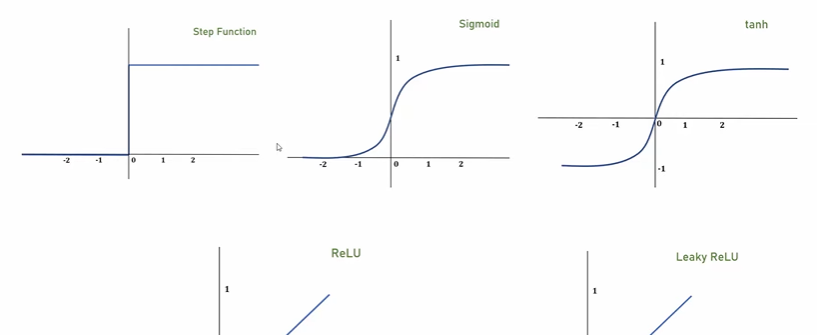 Step Function
-2 -1 0 1 2
Sigmoid
1
-2 -1 0 1 2
tanh
1
-2 -1 0 1 2
-1
ReLU
1
Leaky ReLU
1